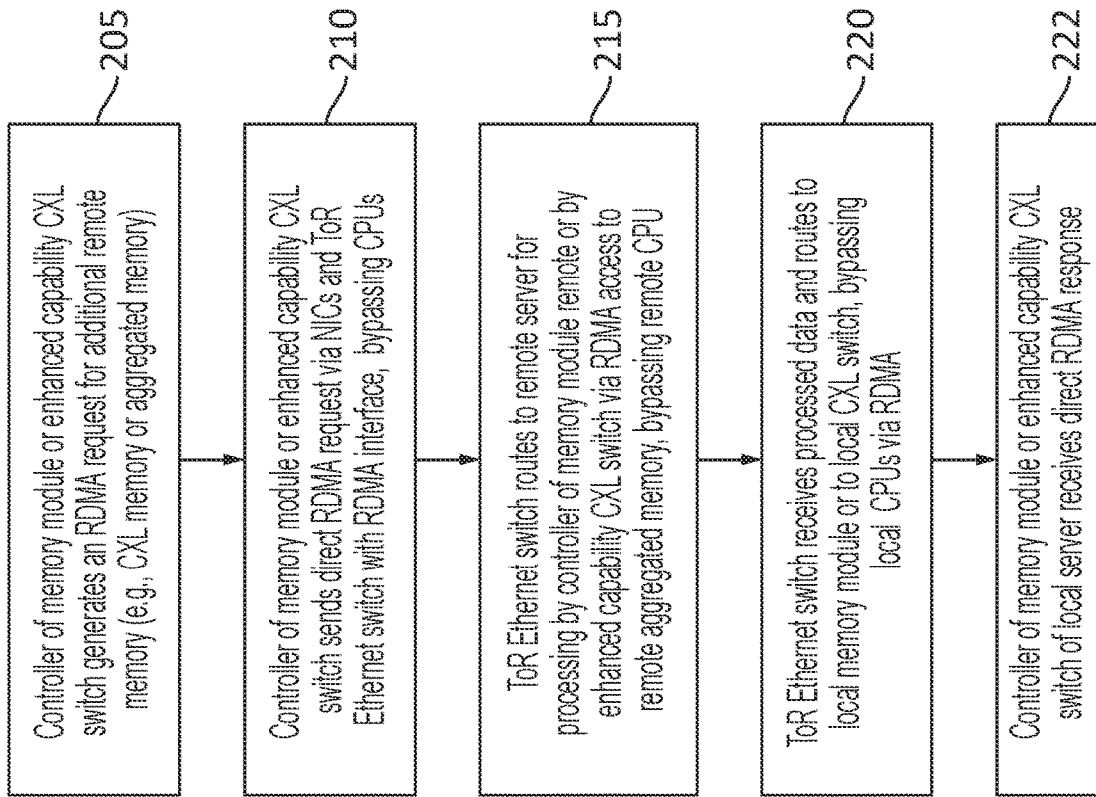 Controller of memory module or enhanced capability CXL
switch generates an RDMA request for additional remote
memory (e.g., CXL memory or aggregated memory)
205
Controller of memory module or enhanced capability CXL
switch sends direct RDMA request via NICs and ToR
Ethernet switch with RDMA interface, bypassing CPUs
210
ToR Ethernet switch routes to remote server for
processing by controller of memory module remote or by
enhanced capability CXL switch via RDMA access to
remote aggregated memory, bypassing remote CPU
215
ToR Ethernet switch receives processed data and routes to
local memory module or to local CXL switch, bypassing
local CPUs via RDMA
220
Controller of memory module or enhanced capability CXL
switch of local server receives direct RDMA response
222